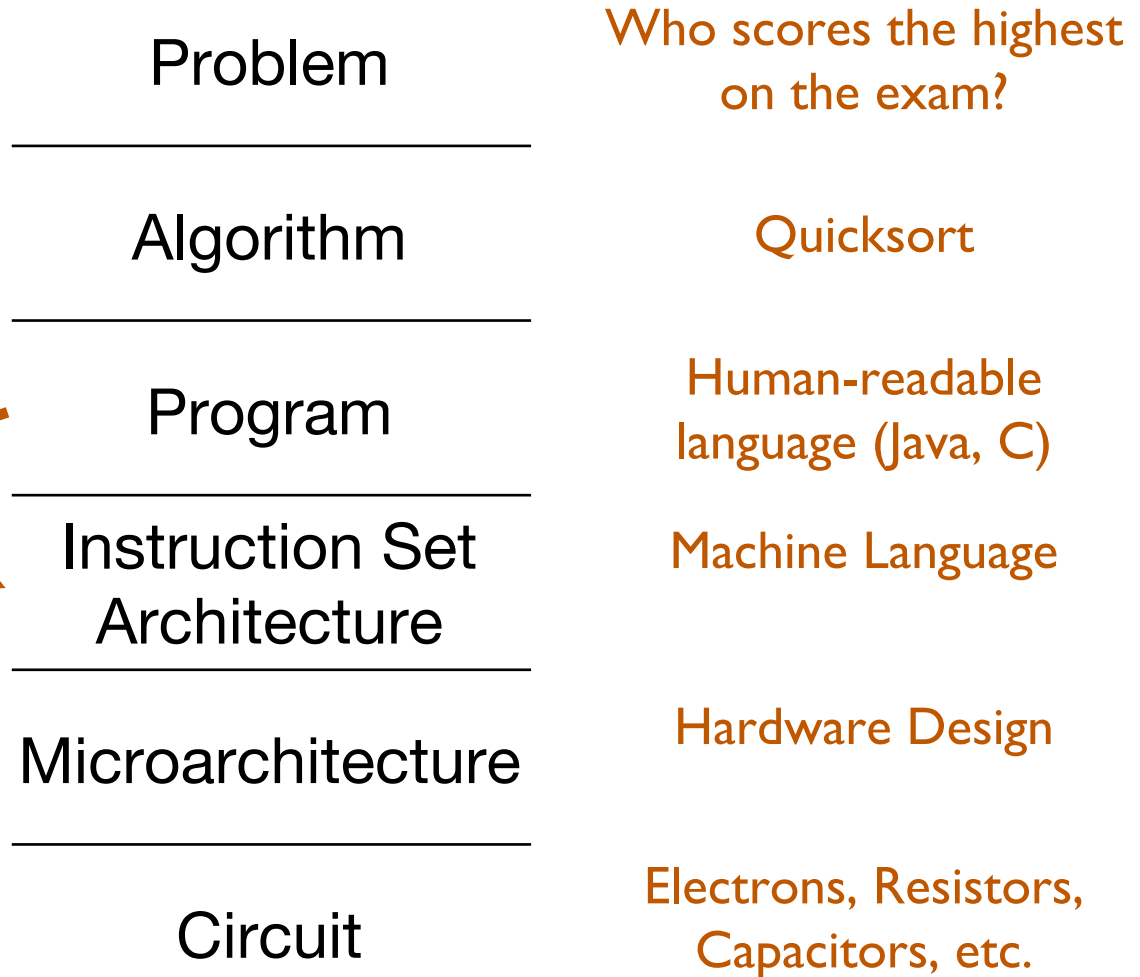 Problem
Who scores the highest
on the exam?
Algorithm
Quicksort
Program
Human-readable
language (Java, C)
Instruction Set
Architecture
Machine Language
Microarchitecture
Hardware Design
Circuit
Electrons, Resistors,
Capacitors, etc.